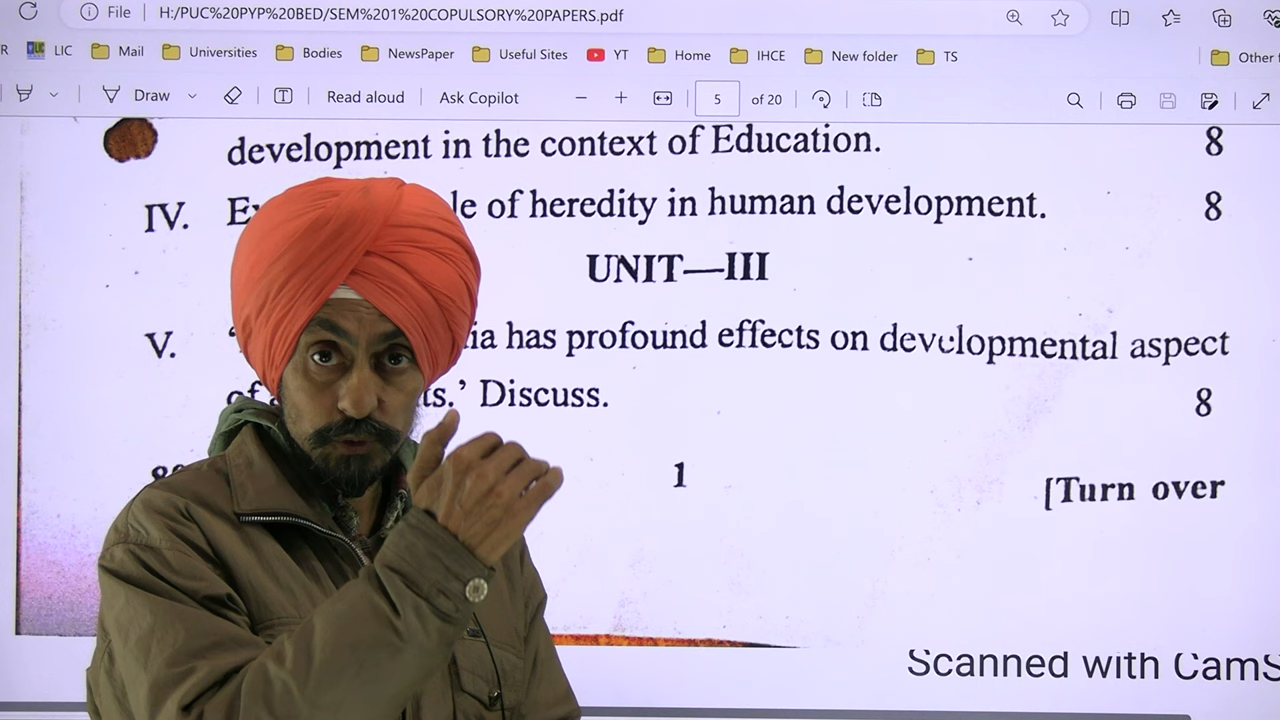 File | H:/PUC%20PYP%20BED/SEM%201%20COPULSORY%20PAPERS.pdf
R LIC Mail Universities Bodies NewsPaper Useful Sites YT Home IHCE New folder TS Other
Draw Read aloud Ask Copilot 5 of 20
development in the context of Education. 8
IV. le of heredity in human development. 8
UNIT—III
V. ia has profound effects on developmental aspect
of ts.’ Discuss. 8
1 [Turn over
Scanned with CamS